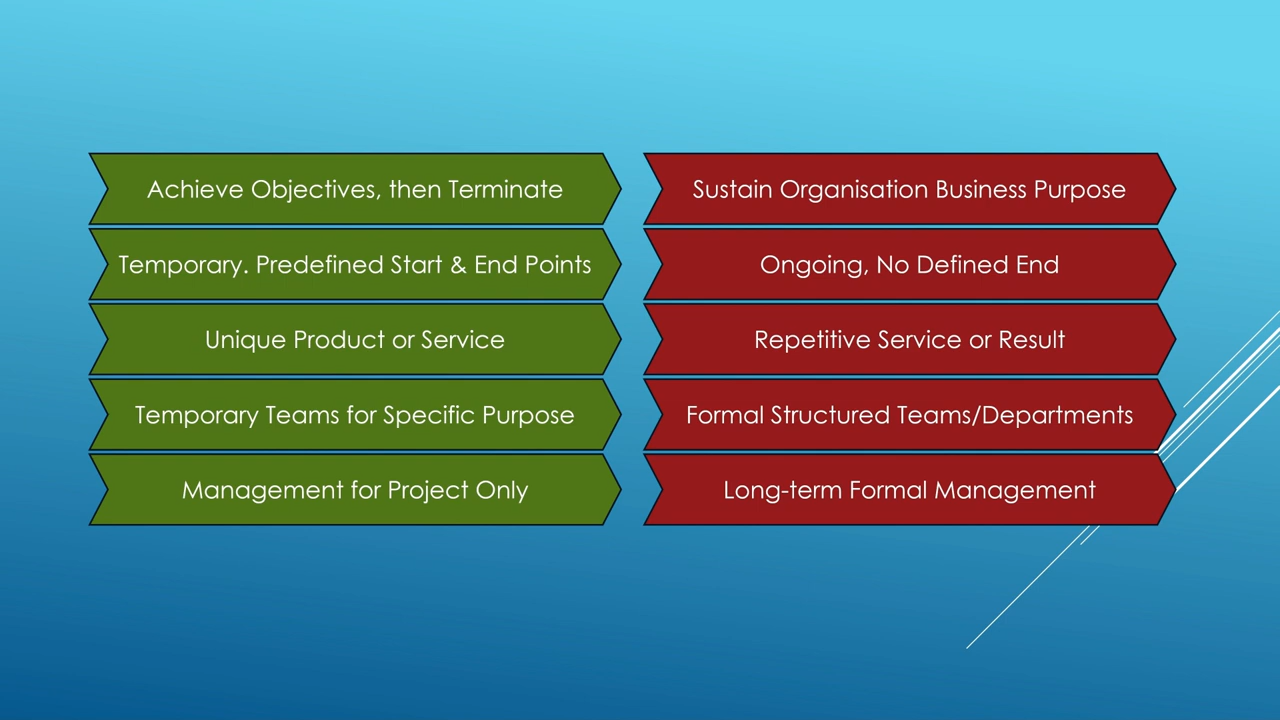 Achieve Objectives, then Terminate
Sustain Organisation Business Purpose
Temporary. Predefined Start & End Points
Ongoing, No Defined End
Unique Product or Service
Repetitive Service or Result
Temporary Teams for Specific Purpose
Formal Structured Teams/Departments
Management for Project Only
Long-term Formal Management